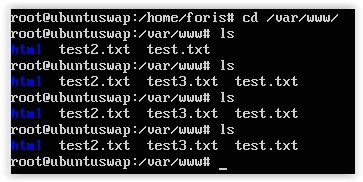 root@ubuntuswap:/home/foris# cd /var/www/
root@ubuntuswap:/var/www# ls
html  test2.txt  test.txt
root@ubuntuswap:/var/www# ls
html  test2.txt  test3.txt  test.txt
root@ubuntuswap:/var/www# ls
html  test2.txt  test3.txt  test.txt
root@ubuntuswap:/var/www# ls
html  test2.txt  test3.txt  test.txt
root@ubuntuswap:/var/www# _